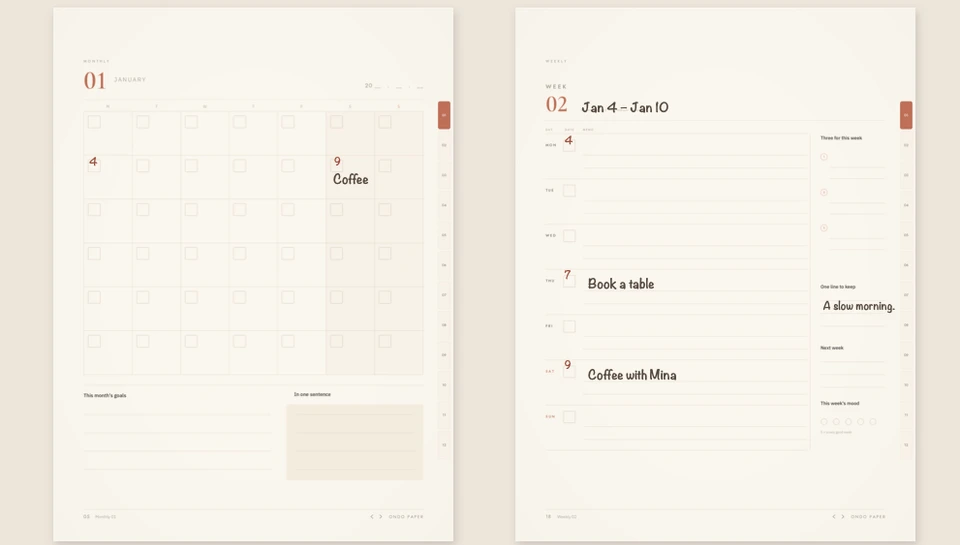 MONTHLY
01 JANUARY
20
4
9
Coffee
This month's goals
In one sentence
ONDO PAPER
WEEKLY
WEEK
02 Jan 4 – Jan 10
MON 4
TUE
WED
THU 7 Book a table
FRI
SAT 9 Coffee with Mina
SUN
Three for this week
One line to keep
A slow morning.
Next week
This week's mood
ONDO PAPER